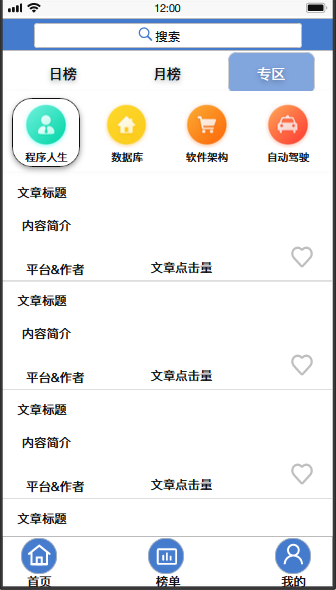 12:00
搜索
日榜 月榜 专区
程序人生 数据库 软件架构 自动驾驶
文章标题
内容简介
平台&作者 文章点击量
文章标题
内容简介
平台&作者 文章点击量
文章标题
内容简介
平台&作者 文章点击量
文章标题
首页 榜单 我的